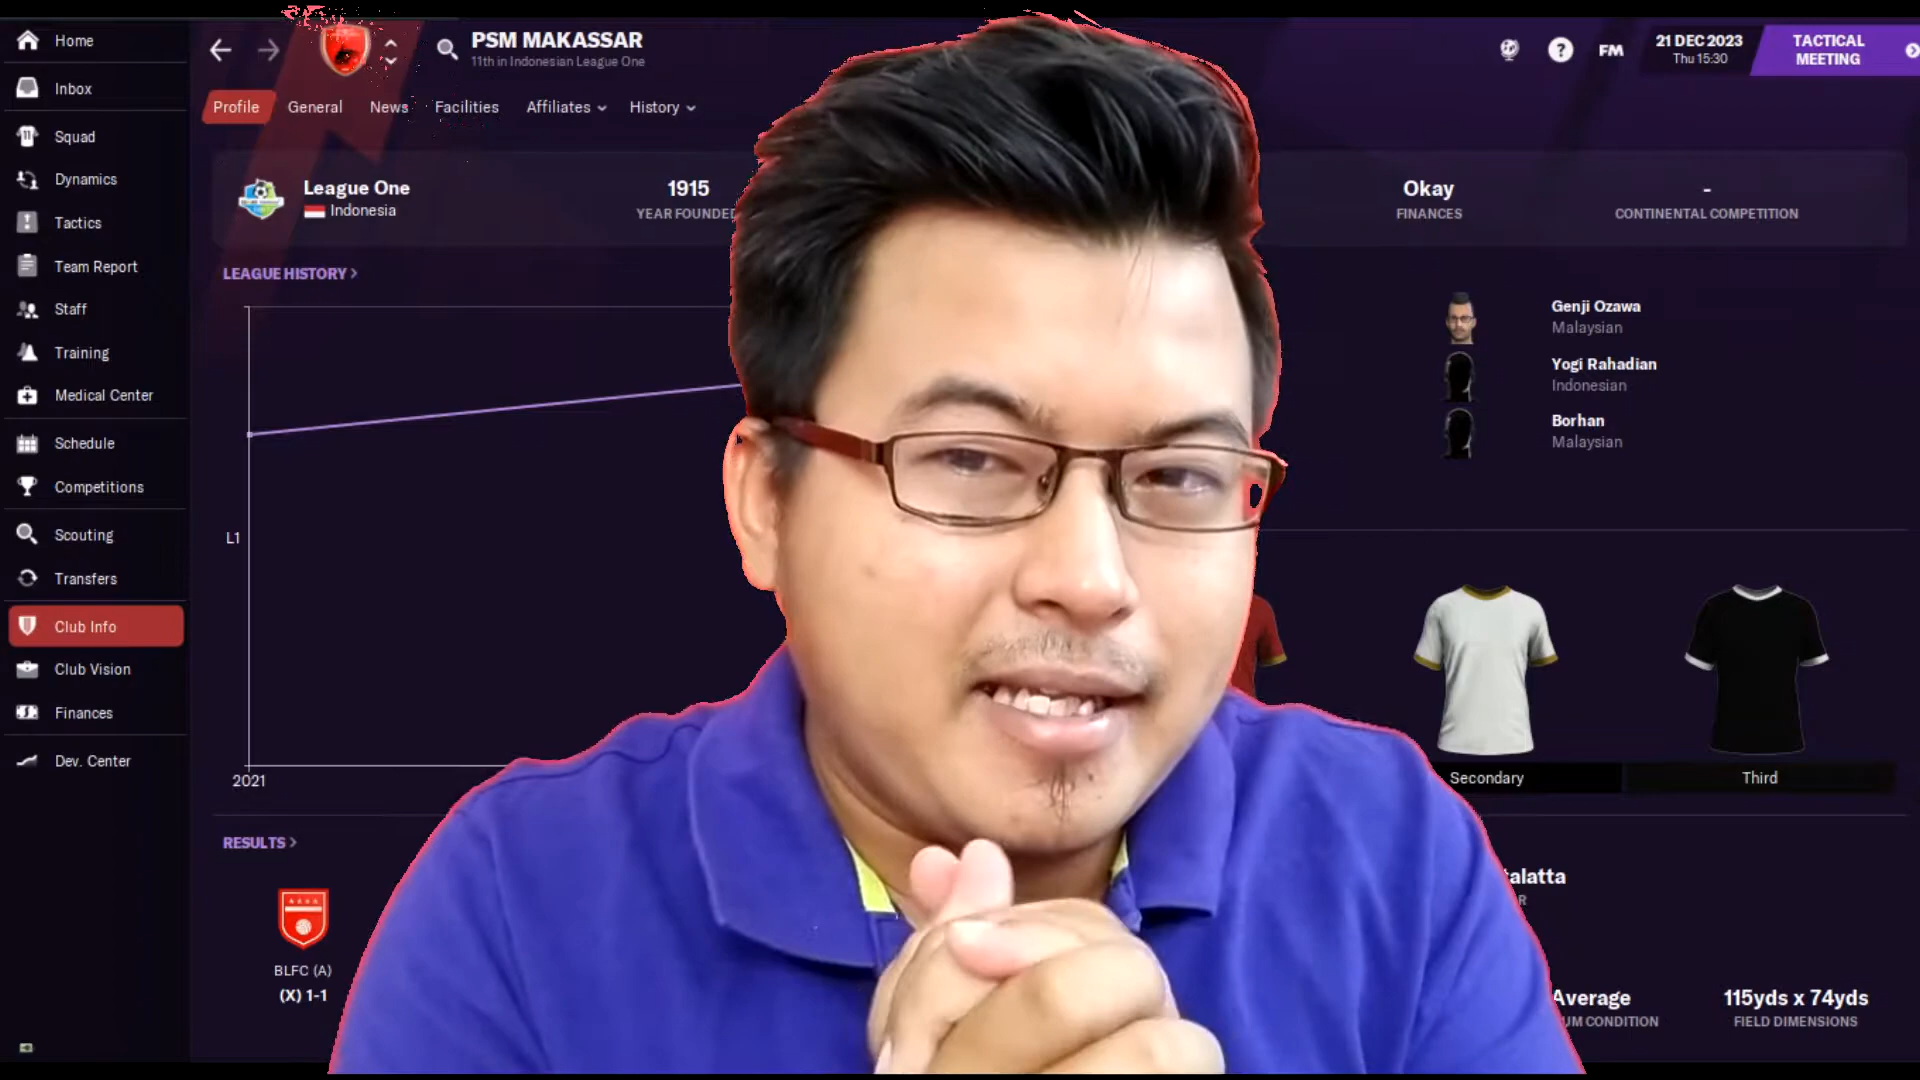 Home
Inbox
Squad
Dynamics
Tactics
Team Report
Staff
Training
Medical Center
Schedule
Competitions
Scouting
Transfers
Club Info
Club Vision
Finances
Dev. Center
PSM MAKASSAR
11th in Indonesian League One
FM
21 DEC 2023
Thu 15:30
TACTICAL
MEETING
Profile General News Facilities Affiliates History
League One
Indonesia
1915
YEAR FOUNDED
Okay
FINANCES
-
CONTINENTAL COMPETITION
LEAGUE HISTORY
L1
2021
Genji Ozawa
Malaysian
Yogi Rahadian
Indonesian
Borhan
Malaysian
Secondary
Third
RESULTS
BLFC (A)
(X) 1-1
alatta
R
Average
UM CONDITION
115yds x 74yds
FIELD DIMENSIONS